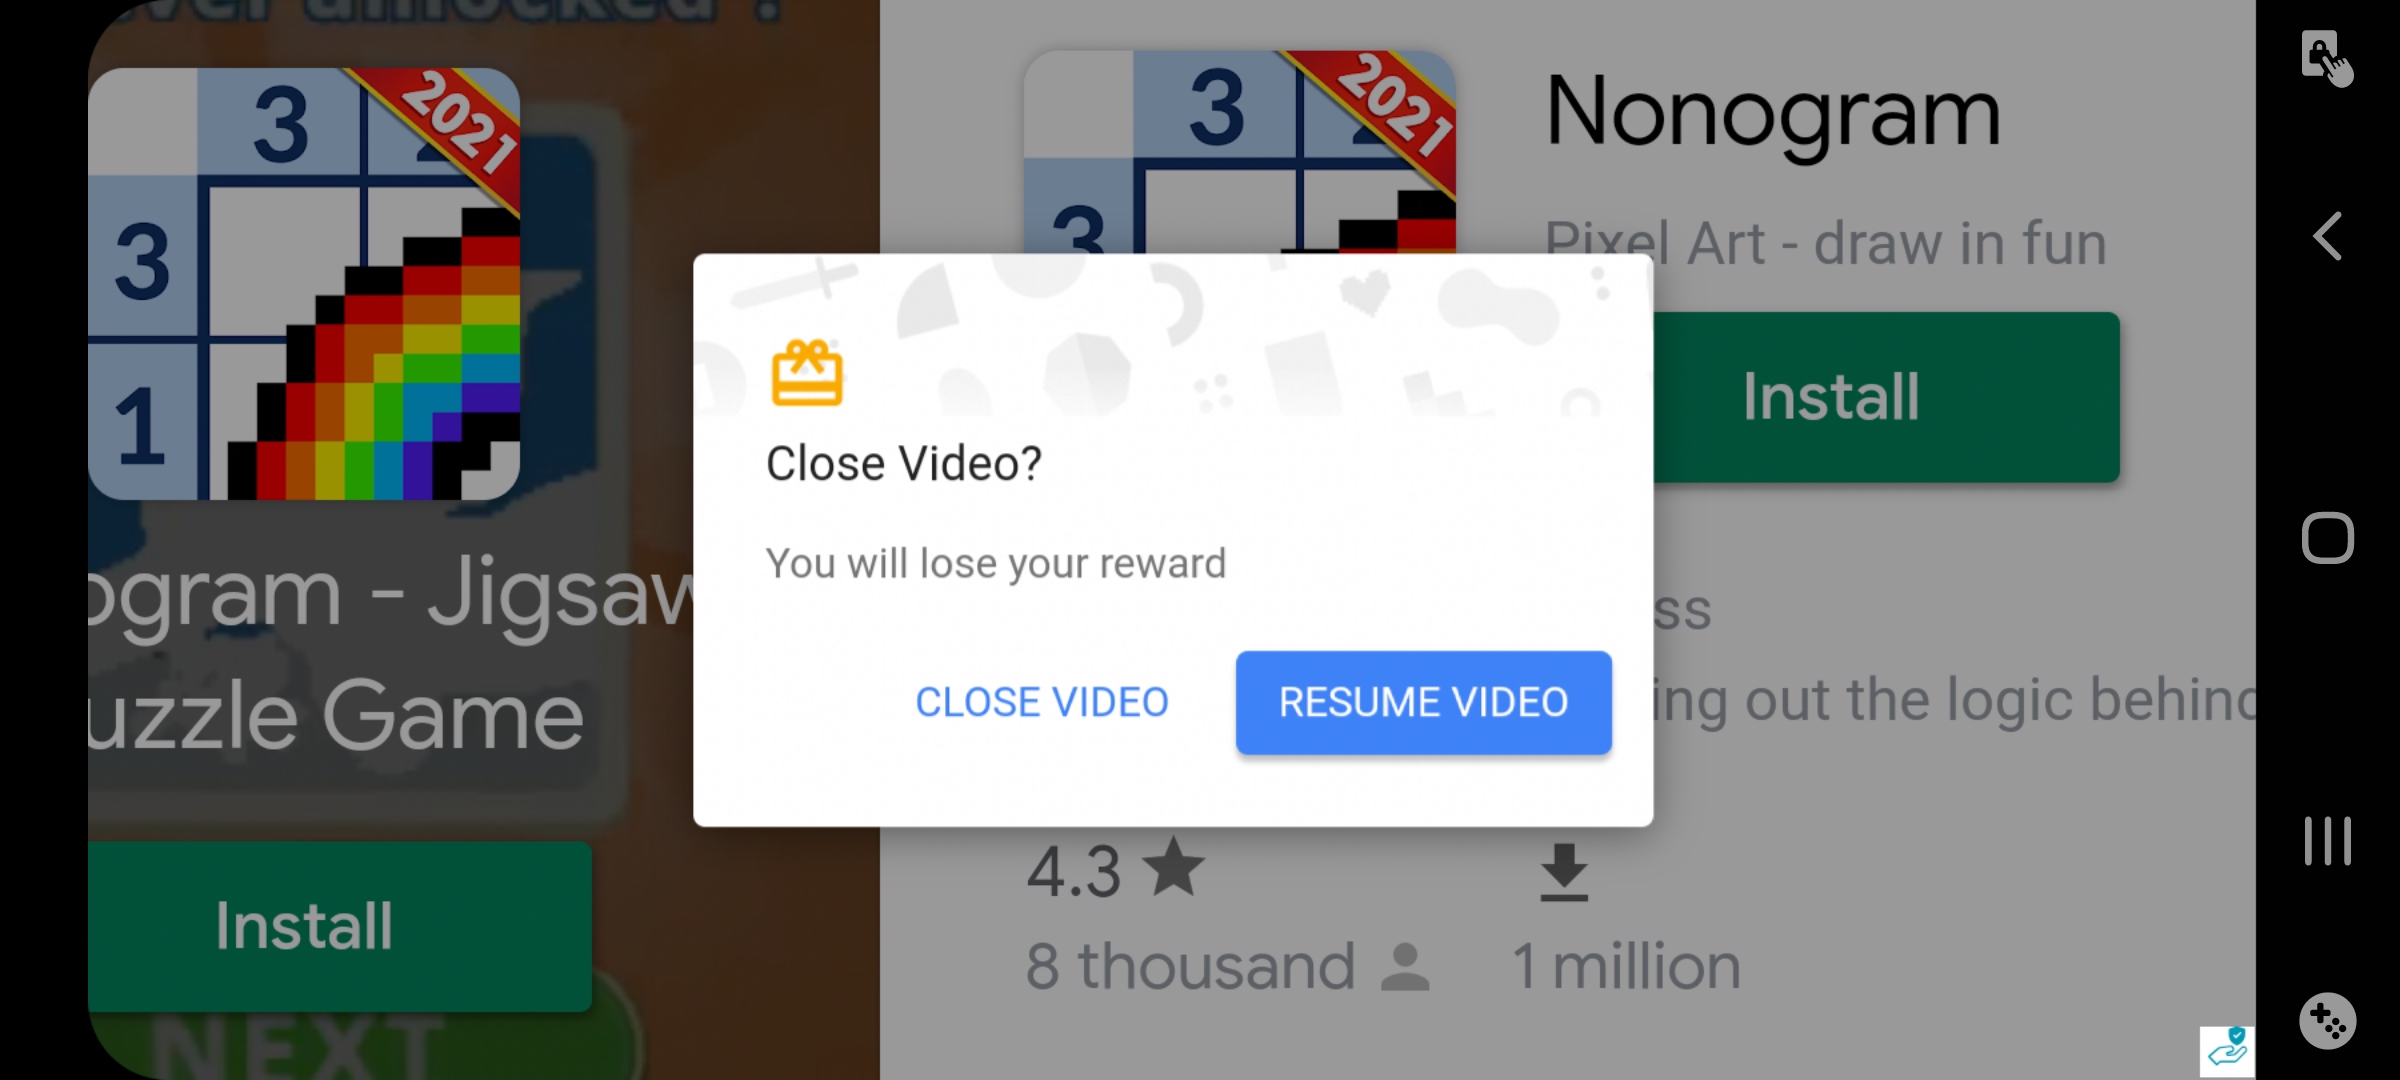 3
2021
3
1
ogram - Jigsaw
uzzle Game
Install
NEXT
3
2021
3
Nonogram
Pixel Art - draw in fun
Install
Close Video?
You will lose your reward
CLOSE VIDEO
RESUME VIDEO
ss
ing out the logic behind
4.3
8 thousand
1 million